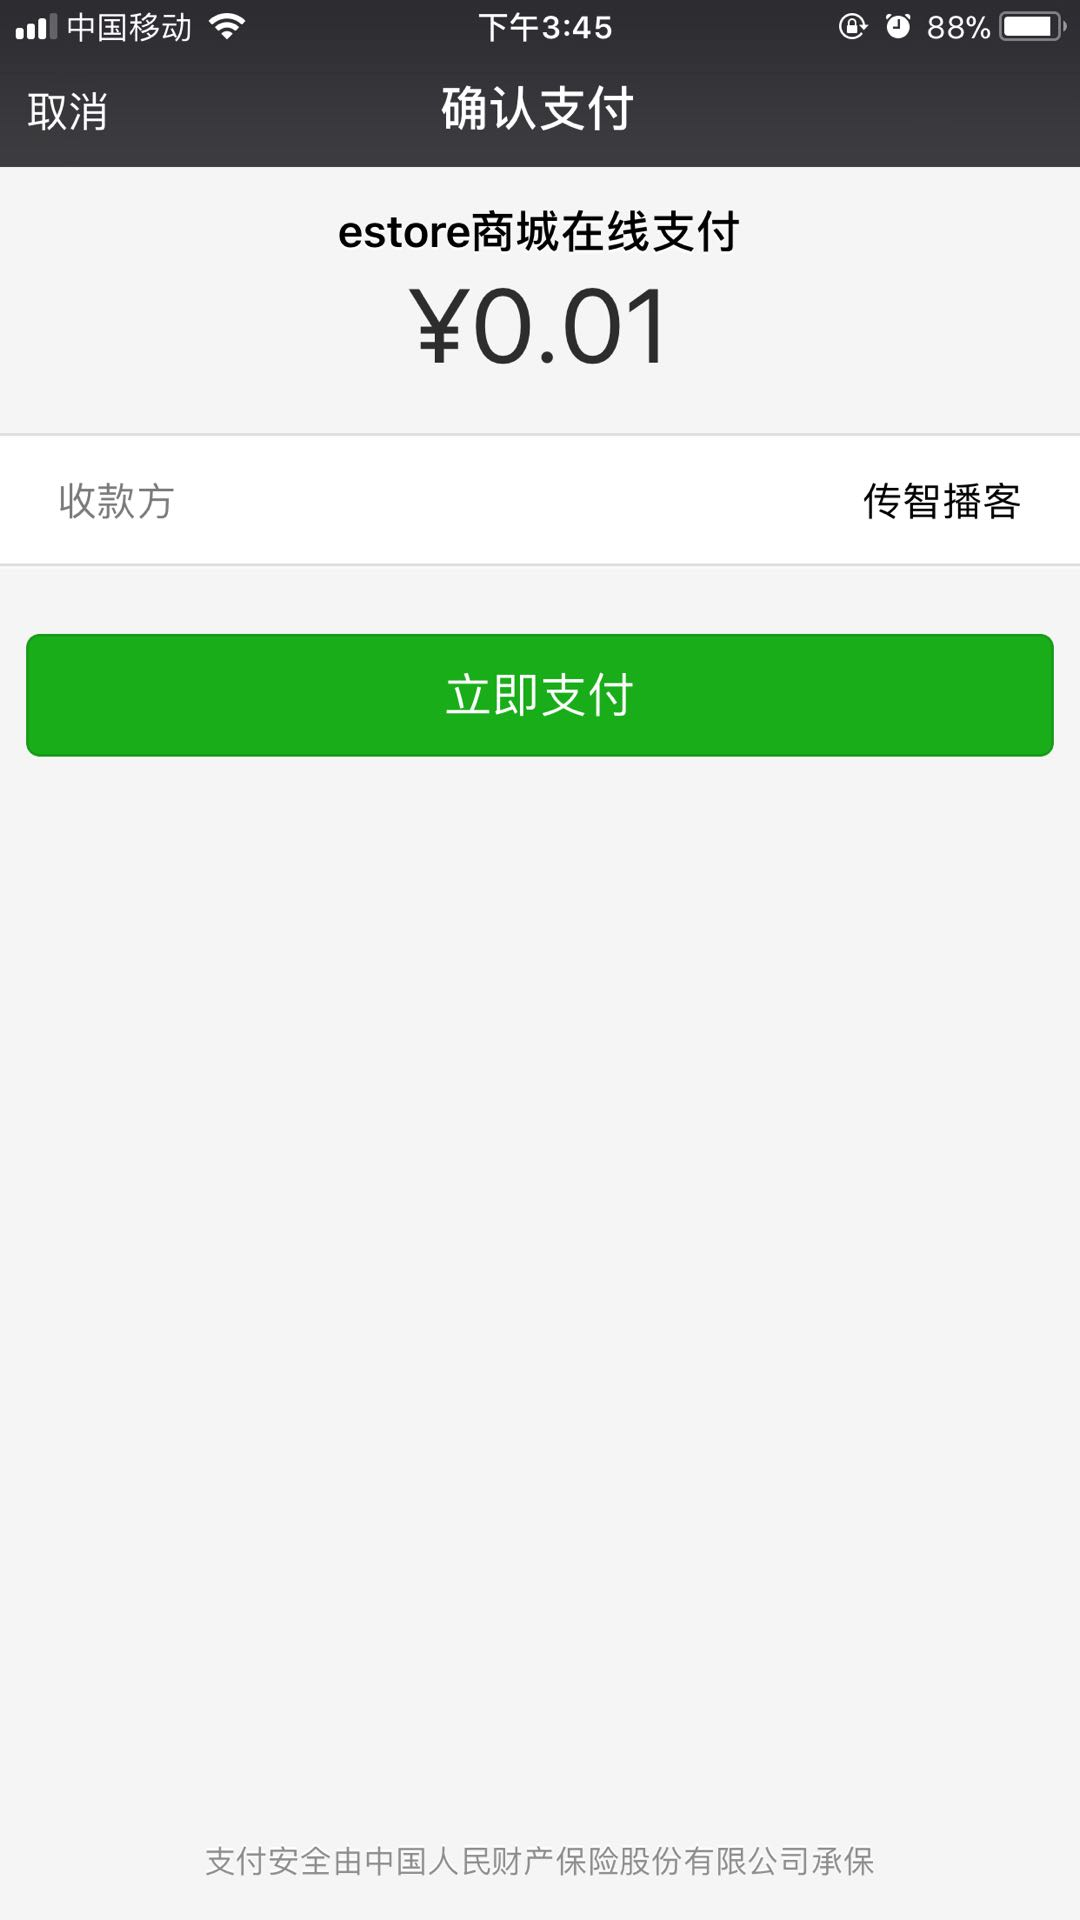 中国移动 下午3:45 88%
取消 确认支付
estore商城在线支付
¥0.01
收款方 传智播客
立即支付
支付安全由中国人民财产保险股份有限公司承保